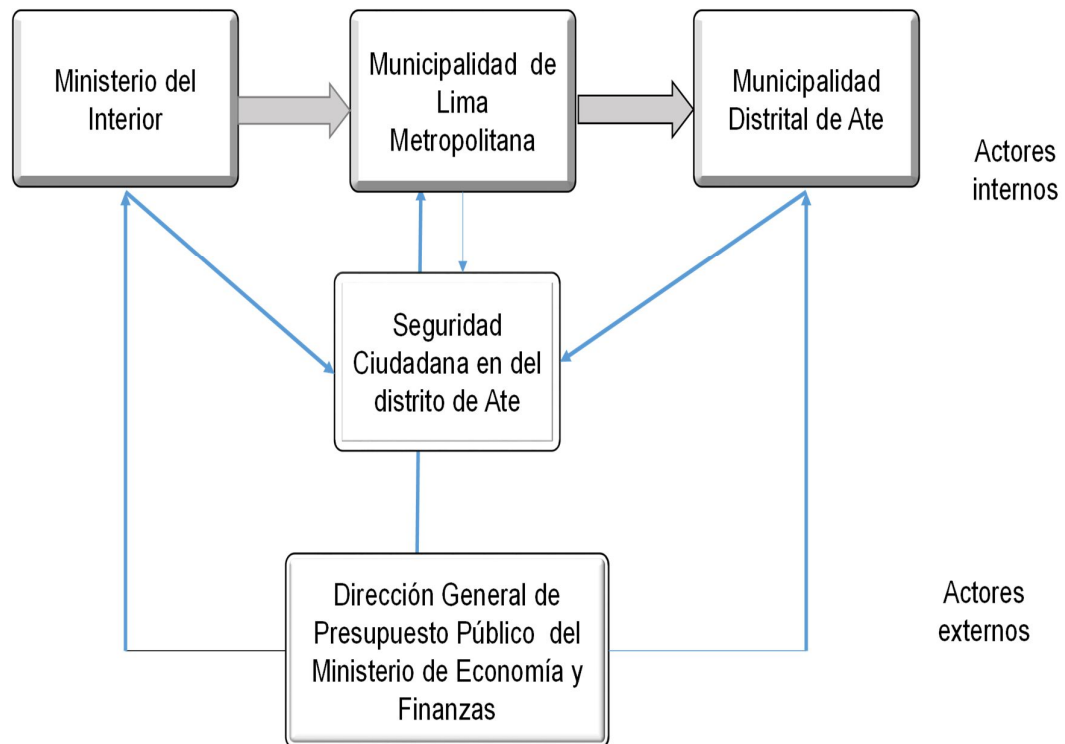 Ministerio del
Interior
Municipalidad de
Lima
Metropolitana
Municipalidad
Distrital de Ate
Actores
internos
Seguridad
Ciudadana en del
distrito de Ate
Dirección General de
Presupuesto Público del
Ministerio de Economía y
Finanzas
Actores
externos